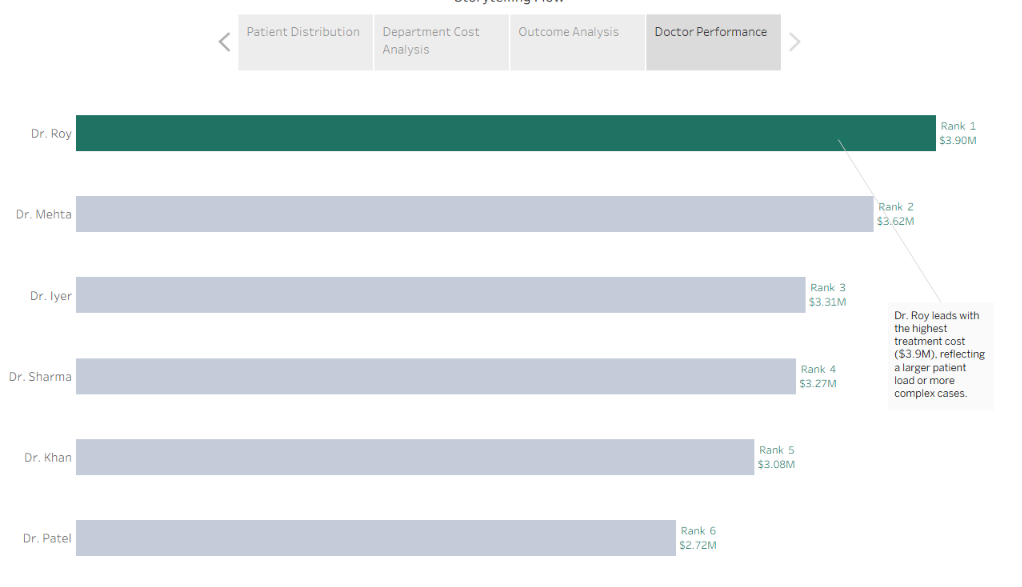 Storytelling Flow
Patient Distribution
Department Cost
Analysis
Outcome Analysis
Doctor Performance
Dr. Roy
Rank 1
$3.90M
Dr. Mehta
Rank 2
$3.62M
Dr. Iyer
Rank 3
$3.31M
Dr. Roy leads with
the highest
treatment cost
($3.9M), reflecting
a larger patient
load or more
complex cases.
Dr. Sharma
Rank 4
$3.27M
Dr. Khan
Rank 5
$3.08M
Dr. Patel
Rank 6
$2.72M